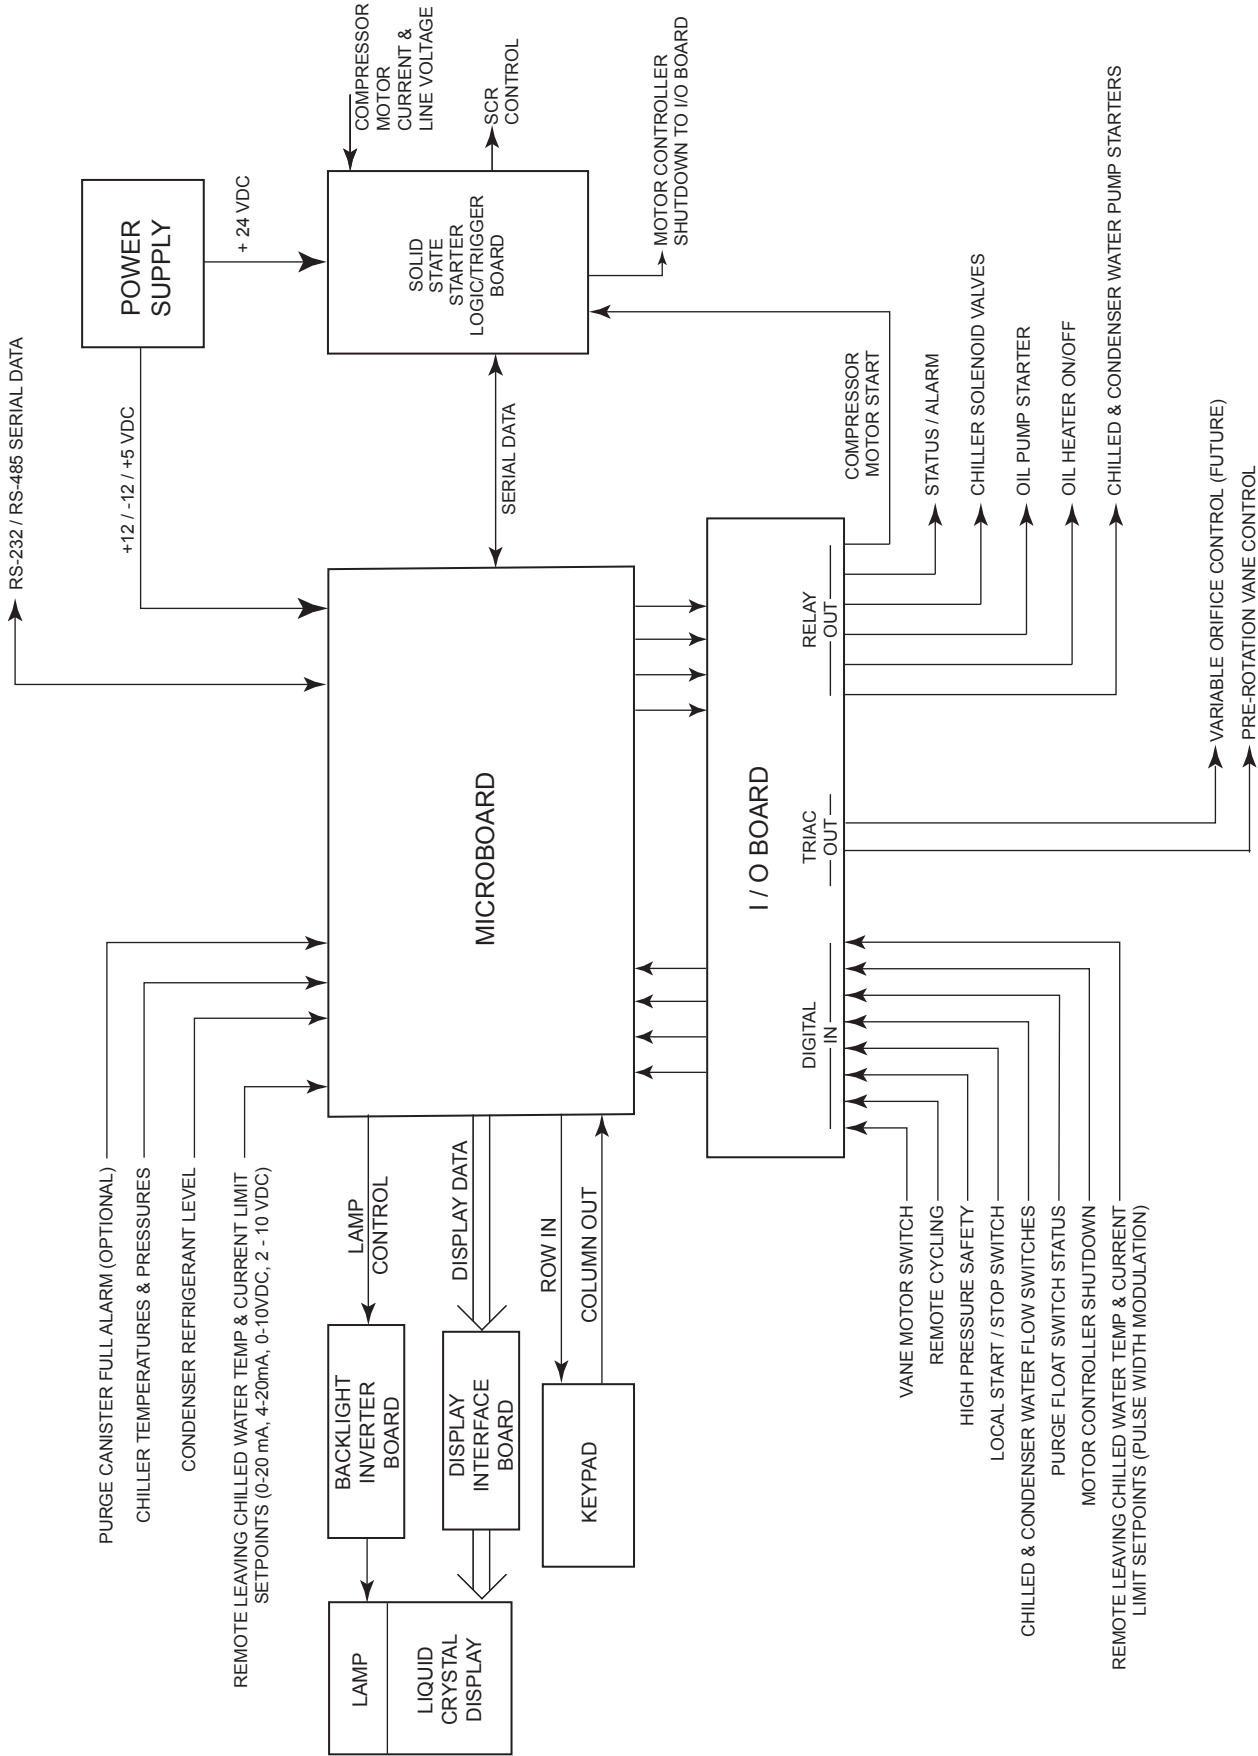 RS-232 / RS-485 SERIAL DATA
POWER
SUPPLY
+12 / -12 / +5 VDC
+ 24 VDC
COMPRESSOR
MOTOR
CURRENT &
LINE VOLTAGE
SCR
CONTROL
SOLID
STATE
STARTER
LOGIC/TRIGGER
BOARD
MOTOR CONTROLLER
SHUTDOWN TO I/O BOARD
SERIAL DATA
COMPRESSOR
MOTOR START
PURGE CANISTER FULL ALARM (OPTIONAL)
CHILLER TEMPERATURES & PRESSURES
CONDENSER REFRIGERANT LEVEL
REMOTE LEAVING CHILLED WATER TEMP & CURRENT LIMIT
SETPOINTS (0-20 mA, 4-20mA, 0-10VDC, 2 - 10 VDC)
MICROBOARD
LAMP
CONTROL
DISPLAY DATA
ROW IN
COLUMN OUT
BACKLIGHT
INVERTER
BOARD
DISPLAY
INTERFACE
BOARD
KEYPAD
LAMP
LIQUID
CRYSTAL
DISPLAY
I / O BOARD
DIGITAL
IN
TRIAC
OUT
RELAY
OUT
STATUS / ALARM
CHILLER SOLENOID VALVES
OIL PUMP STARTER
OIL HEATER ON/OFF
CHILLED & CONDENSER WATER PUMP STARTERS
VARIABLE ORIFICE CONTROL (FUTURE)
PRE-ROTATION VANE CONTROL
VANE MOTOR SWITCH
REMOTE CYCLING
HIGH PRESSURE SAFETY
LOCAL START / STOP SWITCH
CHILLED & CONDENSER WATER FLOW SWITCHES
PURGE FLOAT SWITCH STATUS
MOTOR CONTROLLER SHUTDOWN
REMOTE LEAVING CHILLED WATER TEMP & CURRENT
LIMIT SETPOINTS (PULSE WIDTH MODULATION)